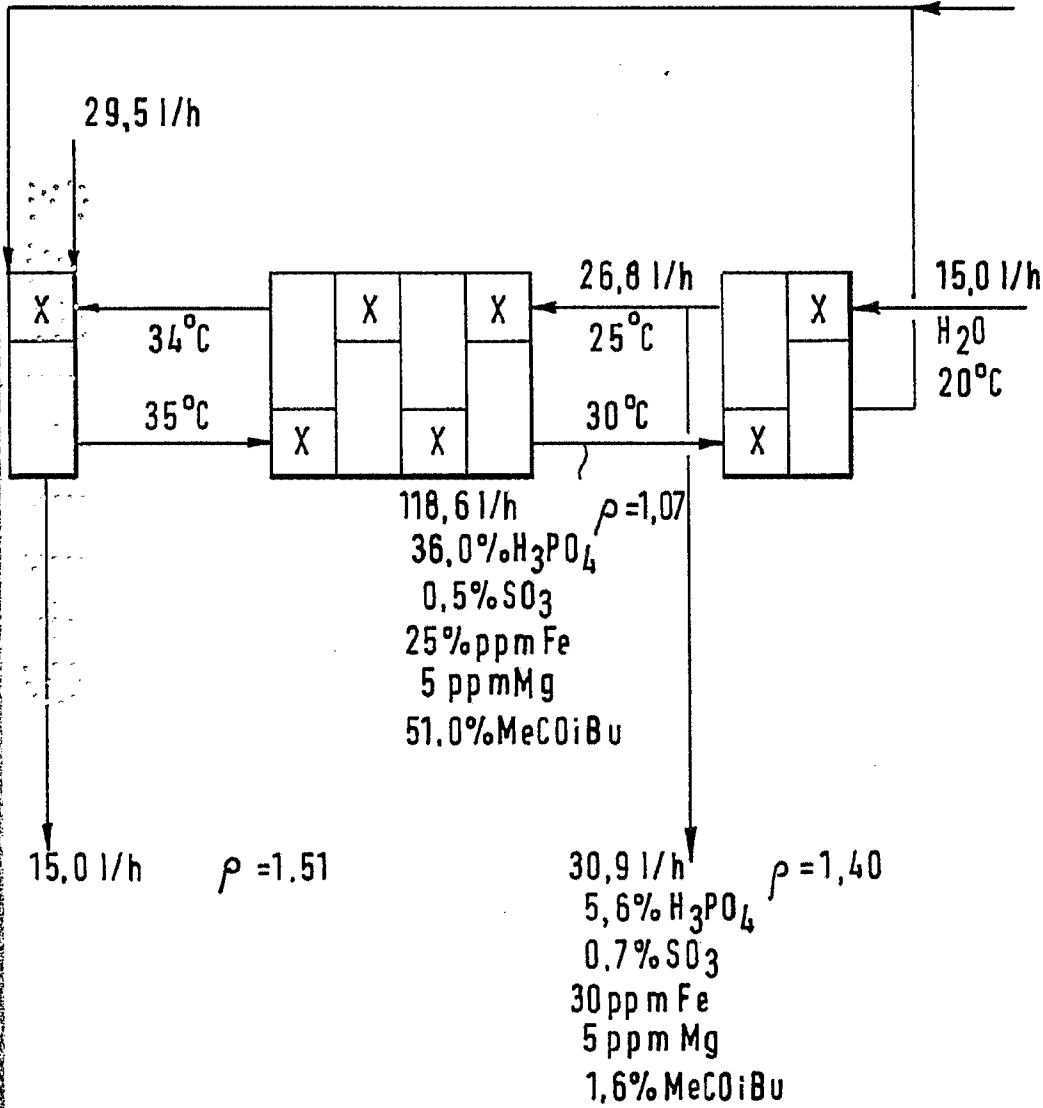 29,5 l/h
X
34°C
35°C
X
X
X
X
26,8 l/h
25°C
30°C
X
X
15,0 l/h
H₂O
20°C
118,6 l/h
ρ=1,07
36,0% H₃PO₄
0,5% SO₃
25% ppm Fe
5 ppm Mg
51.0% MeCOiBu
15,0 l/h
ρ=1.51
30,9 l/h
ρ=1,40
5,6% H₃PO₄
0.7% SO₃
30 ppm Fe
5 ppm Mg
1,6% MeCOiBu